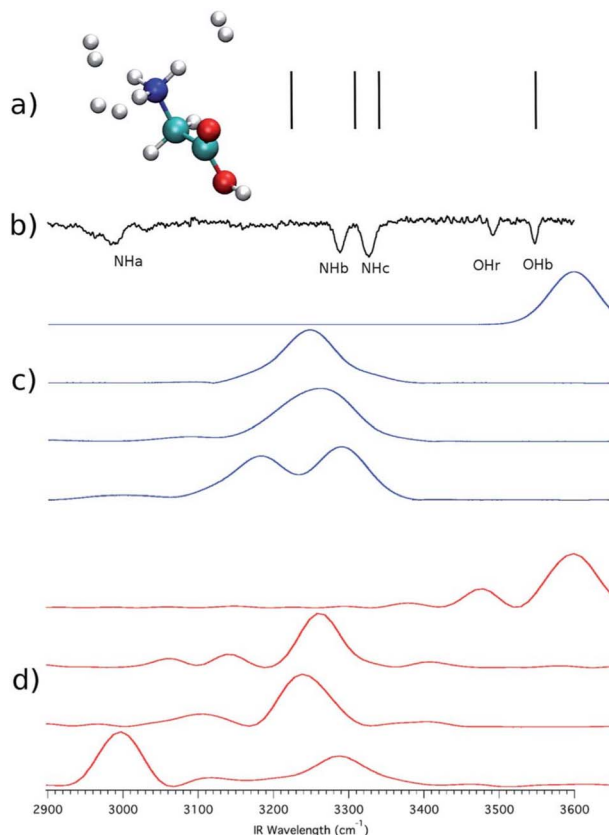 a)
b)
NHa
NHb
NHc
OHr
OHb
c)
d)
2900 3000 3100 3200 3300 3400 3500 3600
IR Wavelength (cm-1)